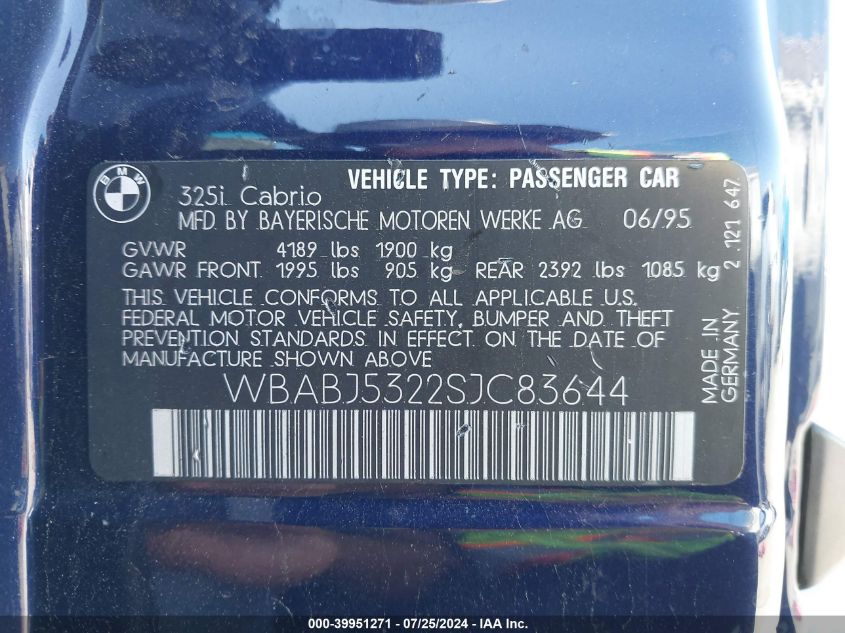 BMW
325i Cabrio VEHICLE TYPE: PASSENGER CAR
MFD BY BAYERISCHE MOTOREN WERKE AG 06/95
GVWR 4189 lbs 1900 kg
GAWR FRONT 1995 lbs 905 kg REAR 2392 lbs 1085 kg
THIS VEHICLE CONFORMS TO ALL APPLICABLE U.S.
FEDERAL MOTOR VEHICLE SAFETY, BUMPER AND THEFT
PREVENTION STANDARDS IN EFFECT ON THE DATE OF
MANUFACTURE SHOWN ABOVE
WBABJ5322SJC83644
2 121 647
MADE IN
GERMANY
000-39951271 - 07/25/2024 - IAA Inc.